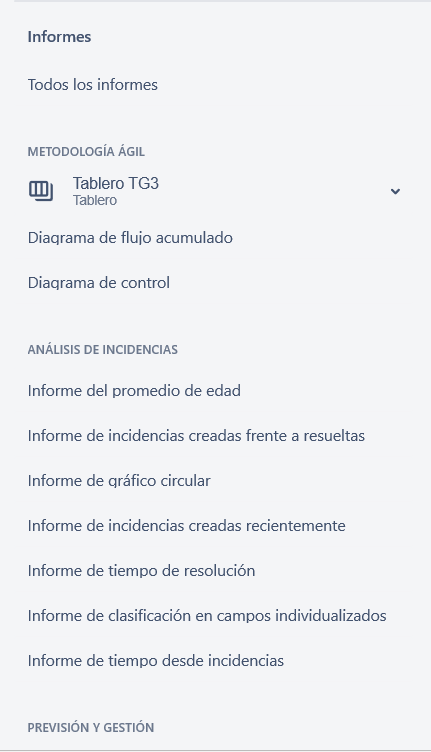 Informes
Todos los informes
METODOLOGÍA ÁGIL
Tablero TG3
Tablero
Diagrama de flujo acumulado
Diagrama de control
ANÁLISIS DE INCIDENCIAS
Informe del promedio de edad
Informe de incidencias creadas frente a resueltas
Informe de gráfico circular
Informe de incidencias creadas recientemente
Informe de tiempo de resolución
Informe de clasificación en campos individualizados
Informe de tiempo desde incidencias
PREVISIÓN Y GESTIÓN